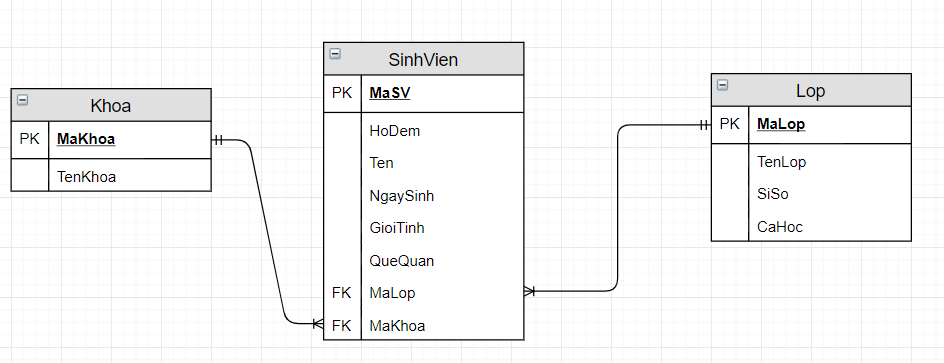 Khoa
PK MaKhoa
TenKhoa
SinhVien
PK MaSV
HoDem
Ten
NgaySinh
GioiTinh
QueQuan
FK MaLop
FK MaKhoa
Lop
PK MaLop
TenLop
SiSo
CaHoc